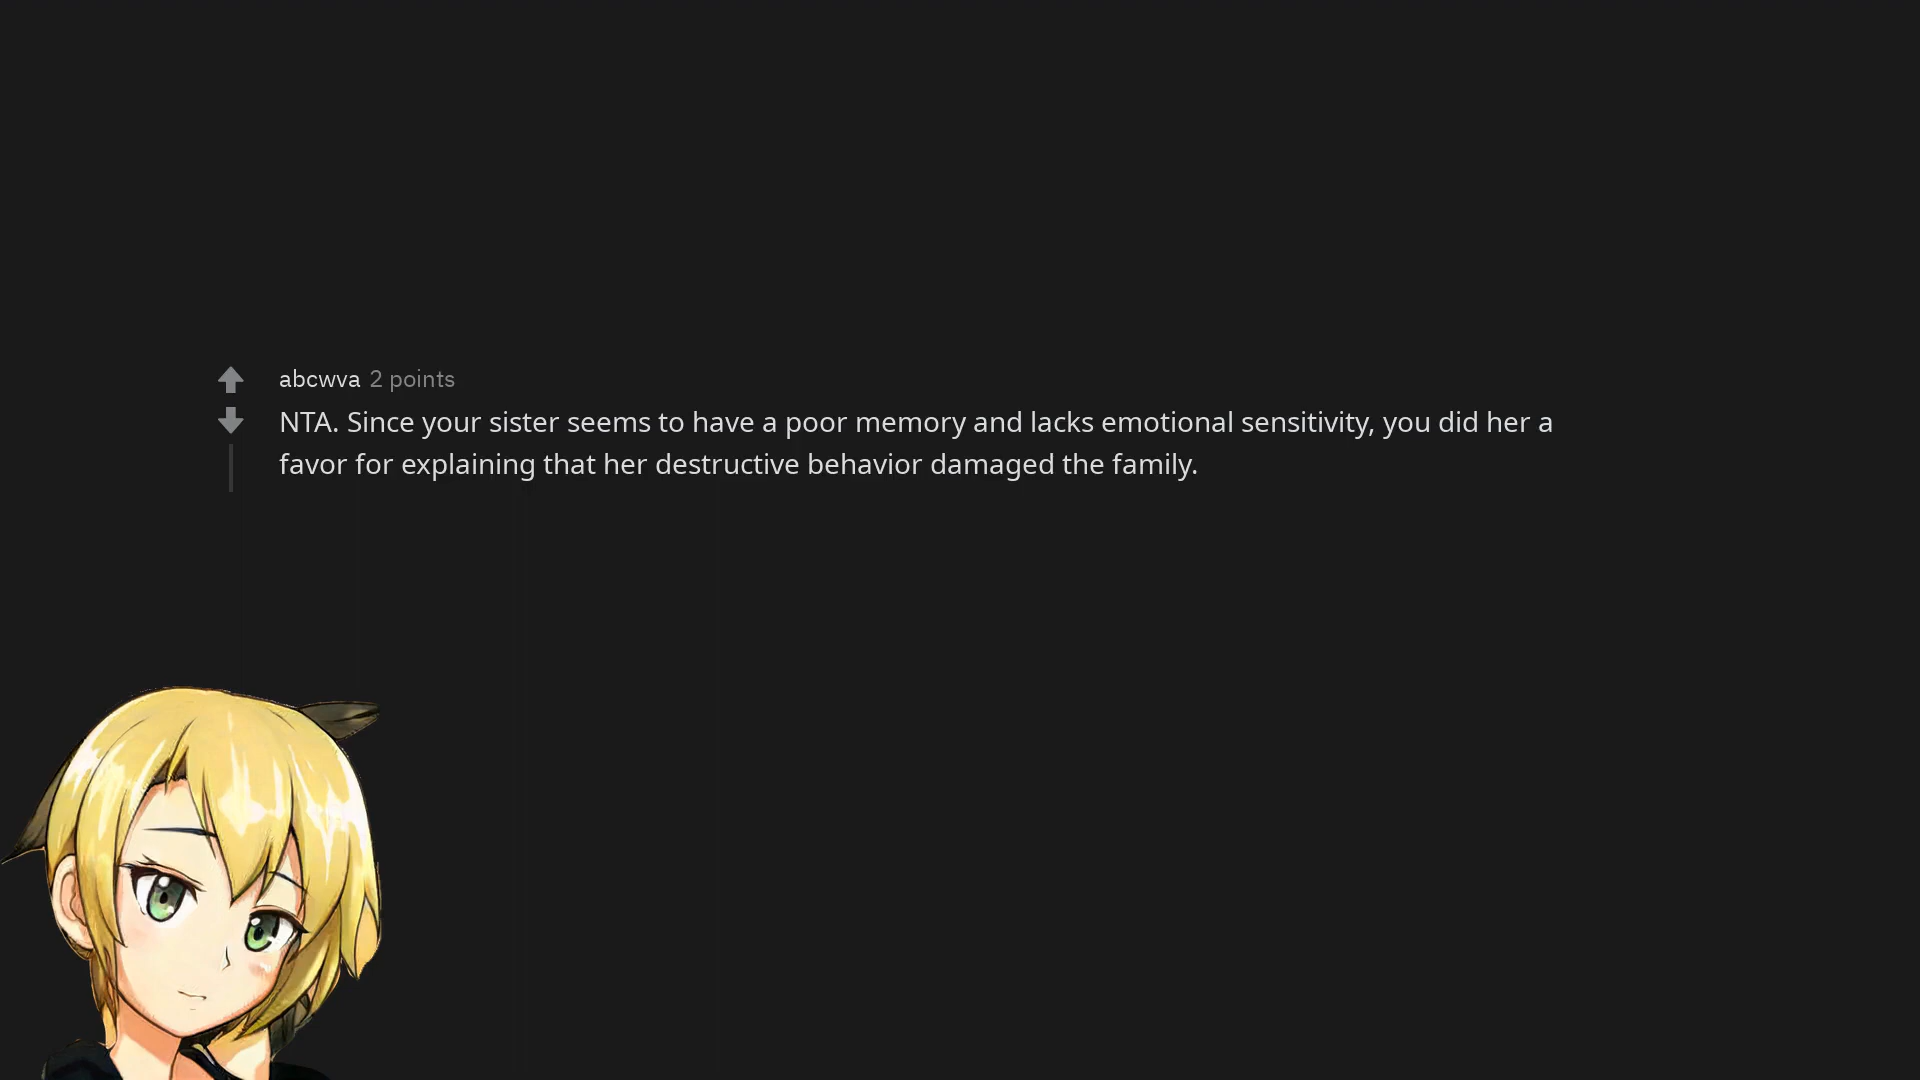 abcwva 2 points
NTA. Since your sister seems to have a poor memory and lacks emotional sensitivity, you did her a
favor for explaining that her destructive behavior damaged the family.